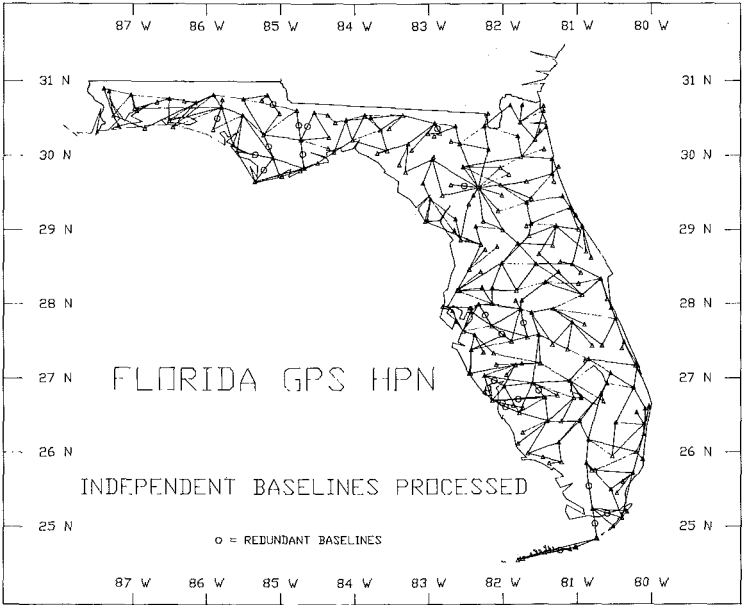 87 W 86 W 85 W 84 W 83 W 82 W 81 W 80 W
31 N 31 N
30 N 30 N
29 N 29 N
28 N 28 N
27 N 27 N
FLORIDA GPS HPN
26 N 26 N
INDEPENDENT BASELINES PROCESSED
25 N 25 N
O = REDUNDANT BASELINES
87 W 86 W 85 W 84 W 83 W 82 W 81 W 80 W